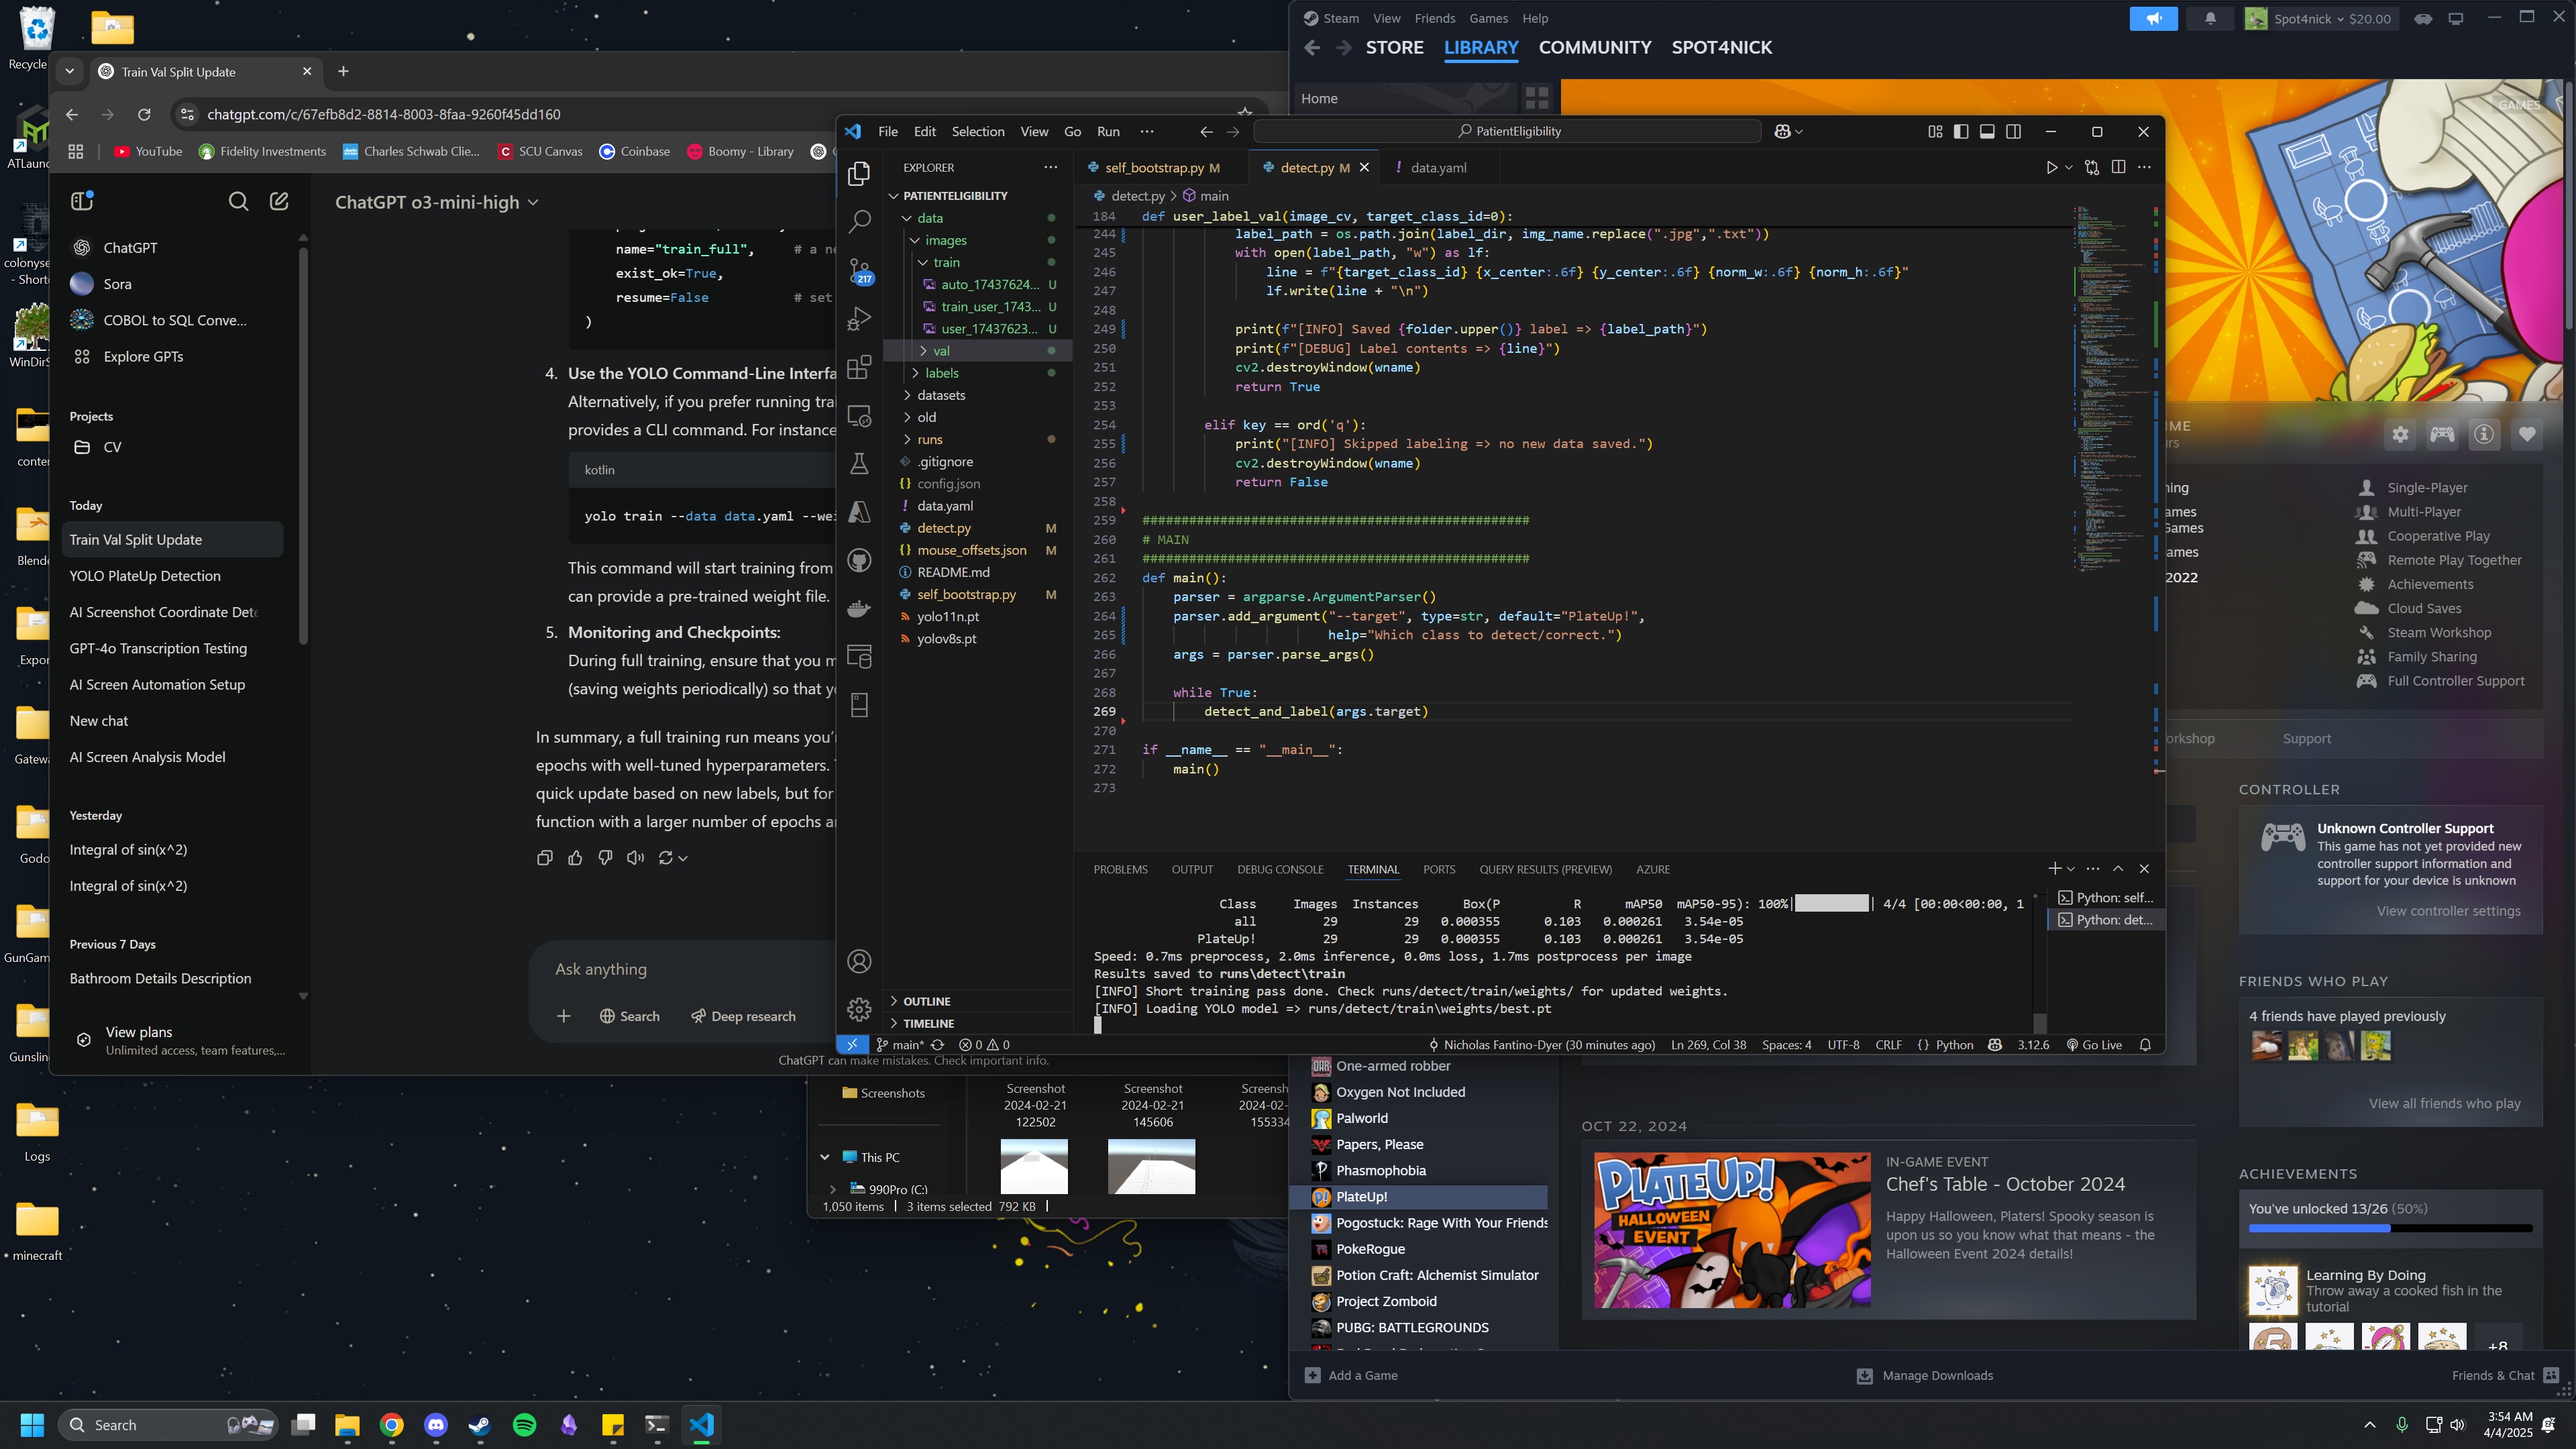 Recycle
ATLaunc
colonyse
- Shortc
WinDirS
conter
Blende
Expor
Gatewa
Godo
GunGam
Gunslin
Logs
minecraft
Train Val Split Update
chatgpt.com/c/67efb8d2-8814-8003-8faa-9260f45dd160
YouTube
Fidelity Investments
Charles Schwab Clie...
SCU Canvas
Coinbase
Boomy - Library
ChatGPT
Sora
COBOL to SQL Conve...
Explore GPTs
Projects
CV
Today
Train Val Split Update
YOLO PlateUp Detection
AI Screenshot Coordinate Dete
GPT-4o Transcription Testing
AI Screen Automation Setup
New chat
AI Screen Analysis Model
Yesterday
Integral of sin(x^2)
Integral of sin(x^2)
Previous 7 Days
Bathroom Details Description
View plans
Unlimited access, team features,...
ChatGPT o3-mini-high
name="train_full", # a ne
exist_ok=True,
resume=False # set
)
4. Use the YOLO Command-Line Interfa
Alternatively, if you prefer running trai
provides a CLI command. For instance
kotlin
yolo train --data data.yaml --wei
This command will start training from
can provide a pre-trained weight file.
5. Monitoring and Checkpoints:
During full training, ensure that you m
(saving weights periodically) so that yo
In summary, a full training run means you'r
epochs with well-tuned hyperparameters.
quick update based on new labels, but for
function with a larger number of epochs an
Ask anything
Search
Deep research
ChatGPT can make mistakes. Check important info.
File Edit Selection View Go Run ...
PatientEligibility
EXPLORER
PATIENTELIGIBILITY
data
images
train
auto_17437624... U
train_user_1743... U
user_17437623... U
val
labels
datasets
old
runs
.gitignore
config.json
data.yaml
detect.py M
mouse_offsets.json M
README.md
self_bootstrap.py M
yolo11n.pt
yolov8s.pt
OUTLINE
TIMELINE
217
self_bootstrap.py M
detect.py M
data.yaml
detect.py > main
184 def user_label_val(image_cv, target_class_id=0):
244 label_path = os.path.join(label_dir, img_name.replace(".jpg",".txt"))
245 with open(label_path, "w") as lf:
246 line = f"{target_class_id} {x_center:.6f} {y_center:.6f} {norm_w:.6f} {norm_h:.6f}"
247 lf.write(line + "\n")
248
249 print(f"[INFO] Saved {folder.upper()} label => {label_path}")
250 print(f"[DEBUG] Label contents => {line}")
251 cv2.destroyWindow(wname)
252 return True
253
254 elif key == ord('q'):
255 print("[INFO] Skipped labeling => no new data saved.")
256 cv2.destroyWindow(wname)
257 return False
258
259 ##################################################
260 # MAIN
261 ##################################################
262 def main():
263 parser = argparse.ArgumentParser()
264 parser.add_argument("--target", type=str, default="PlateUp!",
265 help="Which class to detect/correct.")
266 args = parser.parse_args()
267
268 while True:
269 detect_and_label(args.target)
270
271 if __name__ == "__main__":
272 main()
273
PROBLEMS OUTPUT DEBUG CONSOLE TERMINAL PORTS QUERY RESULTS (PREVIEW) AZURE
Class Images Instances Box(P R mAP50 mAP50-95): 100%| | 4/4 [00:00<00:00, 1
all 29 29 0.000355 0.103 0.000261 3.54e-05
PlateUp! 29 29 0.000355 0.103 0.000261 3.54e-05
Speed: 0.7ms preprocess, 2.0ms inference, 0.0ms loss, 1.7ms postprocess per image
Results saved to runs\detect\train
[INFO] Short training pass done. Check runs/detect/train/weights/ for updated weights.
[INFO] Loading YOLO model => runs/detect/train\weights/best.pt
Python: self...
Python: det...
main* 0 0
Nicholas Fantino-Dyer (30 minutes ago) Ln 269, Col 38 Spaces: 4 UTF-8 CRLF {} Python 3.12.6 Go Live
Screenshots
This PC
990Pro (C:)
Screenshot
2024-02-21
122502
Screenshot
2024-02-21
145606
Screensh
2024-02-
155334
1,050 items 3 items selected 792 KB
Steam View Friends Games Help
Spot4nick $20.00
STORE LIBRARY COMMUNITY SPOT4NICK
Home
GAMES
ning
ames
Games
ames
2022
Single-Player
Multi-Player
Cooperative Play
Remote Play Together
Achievements
Cloud Saves
Steam Workshop
Family Sharing
Full Controller Support
orkshop
Support
CONTROLLER
Unknown Controller Support
This game has not yet provided new
controller support information and
support for your device is unknown
View controller settings
FRIENDS WHO PLAY
4 friends have played previously
View all friends who play
ACHIEVEMENTS
You've unlocked 13/26 (50%)
Learning By Doing
Throw away a cooked fish in the
tutorial
+8
One-armed robber
Oxygen Not Included
Palworld
Papers, Please
Phasmophobia
PlateUp!
Pogostuck: Rage With Your Friends
PokeRogue
Potion Craft: Alchemist Simulator
Project Zomboid
PUBG: BATTLEGROUNDS
OCT 22, 2024
PLATEUP!
HALLOWEEN
EVENT
IN-GAME EVENT
Chef's Table - October 2024
Happy Halloween, Platers! Spooky season is
upon us so you know what that means - the
Halloween Event 2024 details!
Add a Game
Manage Downloads
Friends & Chat
Search
3:54 AM
4/4/2025